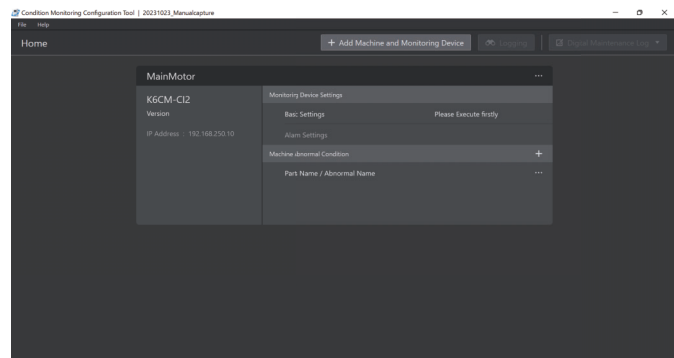 Condition Monitoring Configuration Tool | 20231023_Manualcapture
File Help
Home
+ Add Machine and Monitoring Device
Logging
Digital Maintenance Log
MainMotor
K6CM-CI2
Version
IP Address : 192.168.250.10
Monitoring Device Settings
Basic Settings Please Execute firstly
Alarm Settings
Machine Abnormal Condition +
Part Name / Abnormal Name